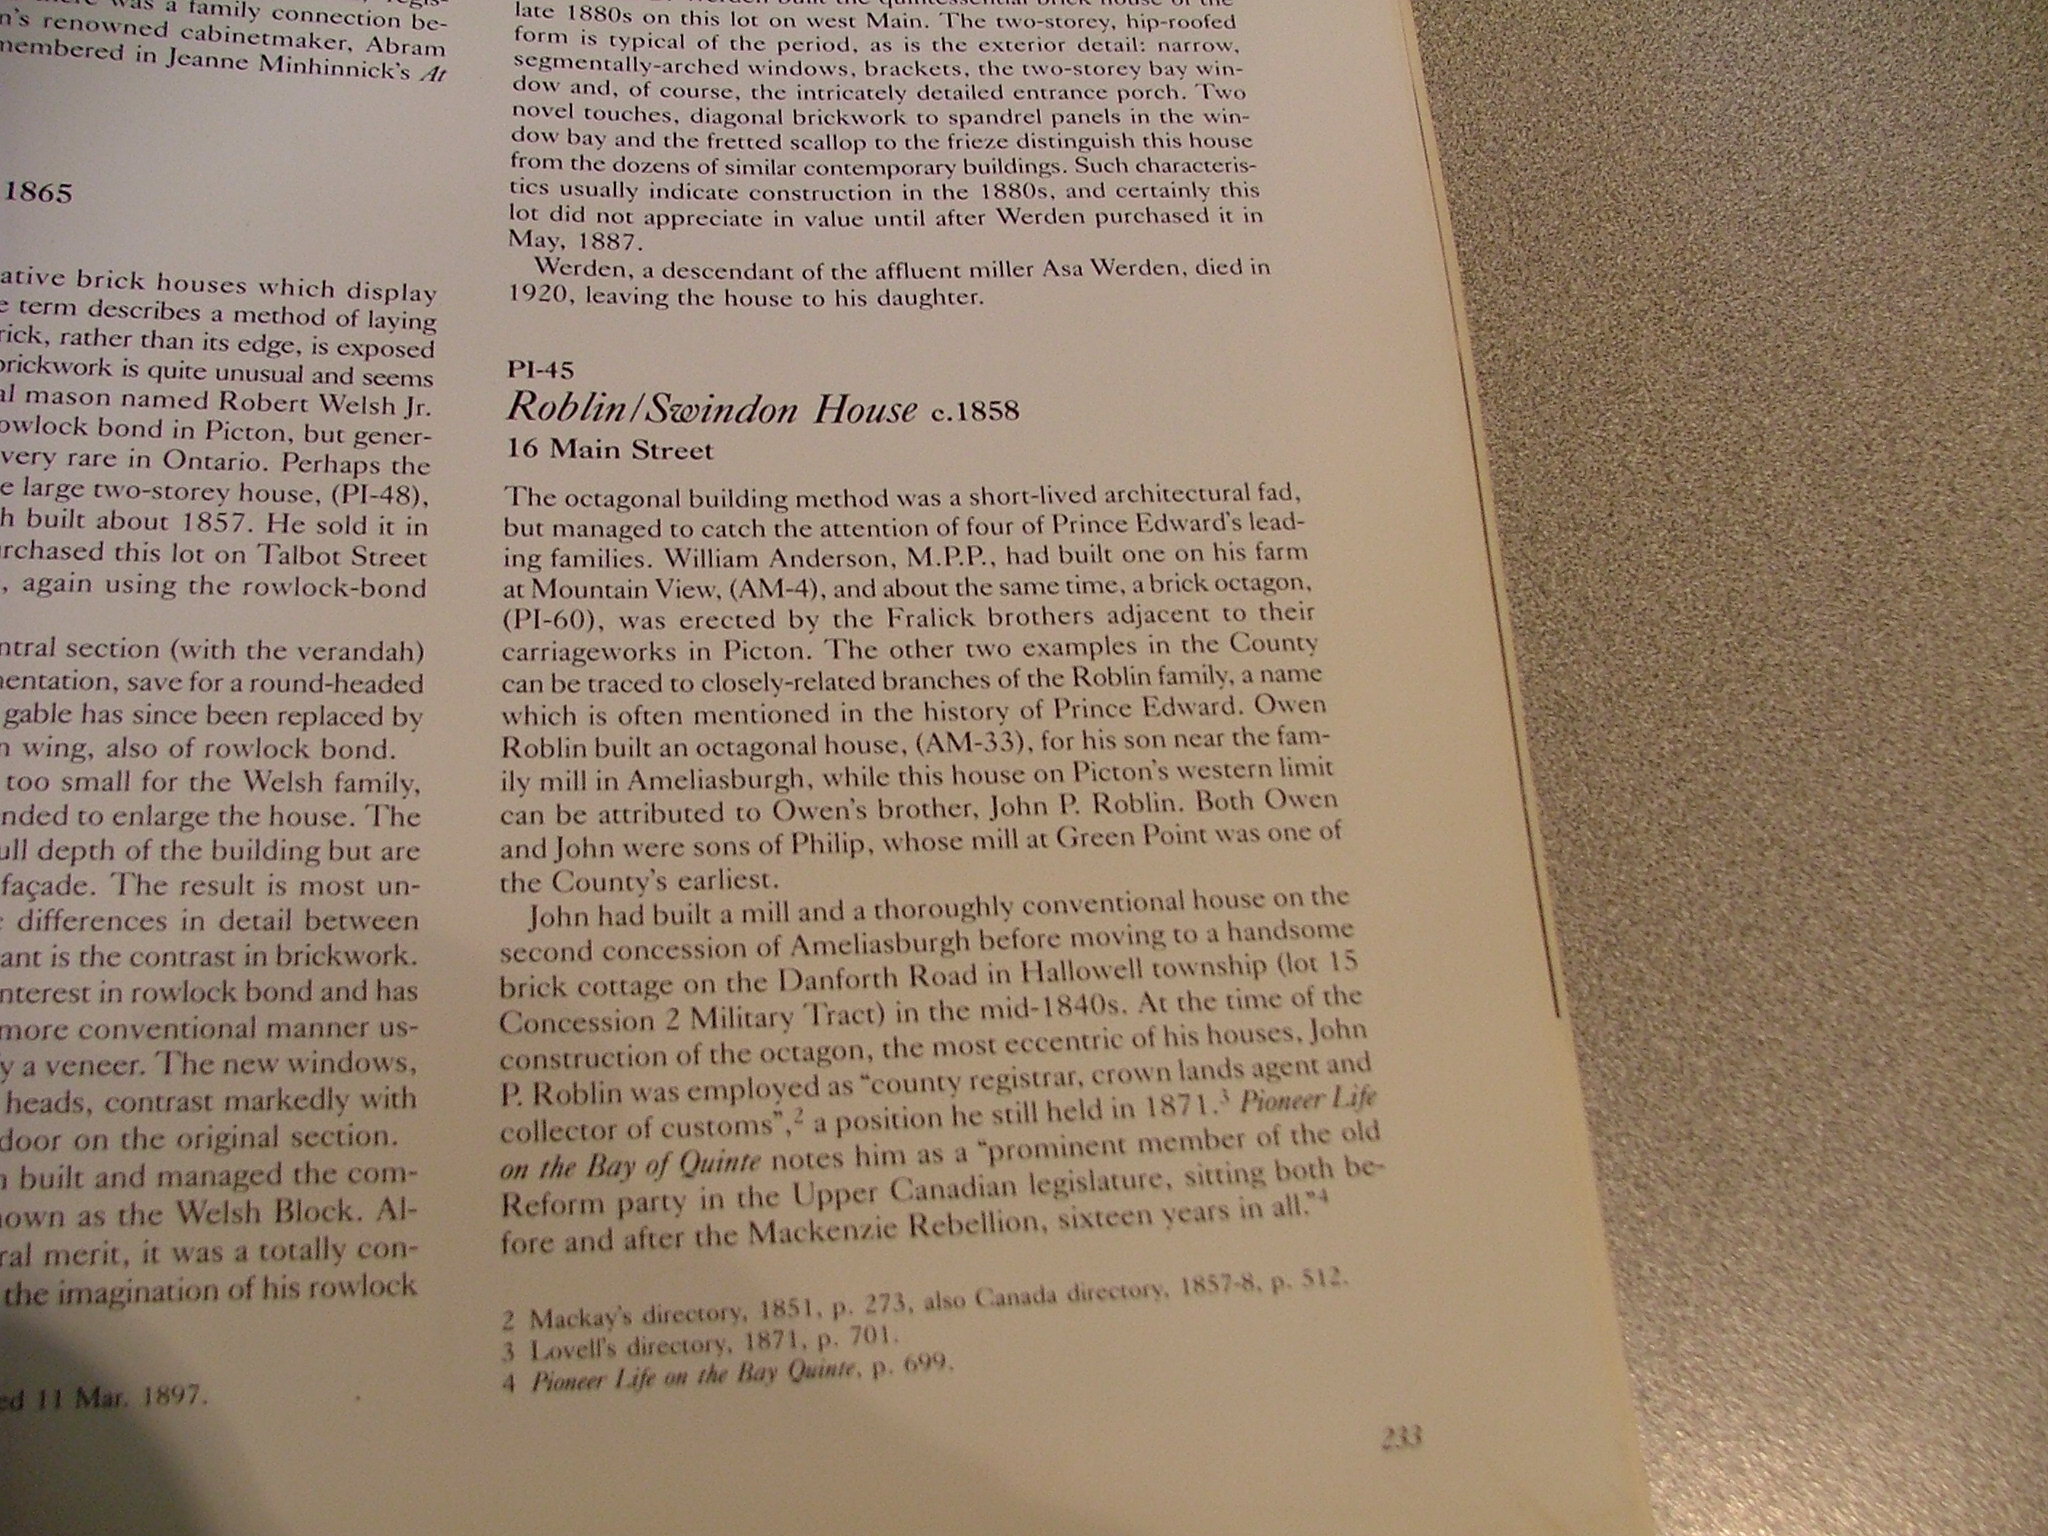 was a family connection be-
n's renowned cabinetmaker, Abram
membered in Jeanne Minhinnick's At
1865
ative brick houses which display
e term describes a method of laying
rick, rather than its edge, is exposed
brickwork is quite unusual and seems
al mason named Robert Welsh Jr.
owlock bond in Picton, but gener-
very rare in Ontario. Perhaps the
e large two-storey house, (PI-48),
h built about 1857. He sold it in
rchased this lot on Talbot Street
, again using the rowlock-bond
ntral section (with the verandah)
entation, save for a round-headed
gable has since been replaced by
n wing, also of rowlock bond.
too small for the Welsh family,
nded to enlarge the house. The
ull depth of the building but are
façade. The result is most un-
differences in detail between
ant is the contrast in brickwork.
nterest in rowlock bond and has
more conventional manner us-
y a veneer. The new windows,
heads, contrast markedly with
door on the original section.
n built and managed the com-
nown as the Welsh Block. Al-
ral merit, it was a totally con-
the imagination of his rowlock
ed 11 Mar. 1897.
built the quintessential brick house of the
late 1880s on this lot on west Main. The two-storey, hip-roofed
form is typical of the period, as is the exterior detail: narrow,
segmentally-arched windows, brackets, the two-storey bay win-
dow and, of course, the intricately detailed entrance porch. Two
novel touches, diagonal brickwork to spandrel panels in the win-
dow bay and the fretted scallop to the frieze distinguish this house
from the dozens of similar contemporary buildings. Such characteris-
tics usually indicate construction in the 1880s, and certainly this
lot did not appreciate in value until after Werden purchased it in
May, 1887.
Werden, a descendant of the affluent miller Asa Werden, died in
1920, leaving the house to his daughter.
PI-45
Roblin/Swindon House c.1858
16 Main Street
The octagonal building method was a short-lived architectural fad,
but managed to catch the attention of four of Prince Edward's lead-
ing families. William Anderson, M.P.P., had built one on his farm
at Mountain View, (AM-4), and about the same time, a brick octagon,
(PI-60), was erected by the Fralick brothers adjacent to their
carriageworks in Picton. The other two examples in the County
can be traced to closely-related branches of the Roblin family, a name
which is often mentioned in the history of Prince Edward. Owen
Roblin built an octagonal house, (AM-33), for his son near the fam-
ily mill in Ameliasburgh, while this house on Picton's western limit
can be attributed to Owen's brother, John P. Roblin. Both Owen
and John were sons of Philip, whose mill at Green Point was one of
the County's earliest.
John had built a mill and a thoroughly conventional house on the
second concession of Ameliasburgh before moving to a handsome
brick cottage on the Danforth Road in Hallowell township (lot 15
Concession 2 Military Tract) in the mid-1840s. At the time of the
construction of the octagon, the most eccentric of his houses, John
P. Roblin was employed as "county registrar, crown lands agent and
collector of customs",2 a position he still held in 1871.3 Pioneer Life
on the Bay of Quinte notes him as a "prominent member of the old
Reform party in the Upper Canadian legislature, sitting both be-
fore and after the Mackenzie Rebellion, sixteen years in all."4
2 Mackay's directory, 1851, p. 273, also Canada directory, 1857-8, p. 512.
3 Lovell's directory, 1871, p. 701.
4 Pioneer Life on the Bay Quinte, p. 699.
233